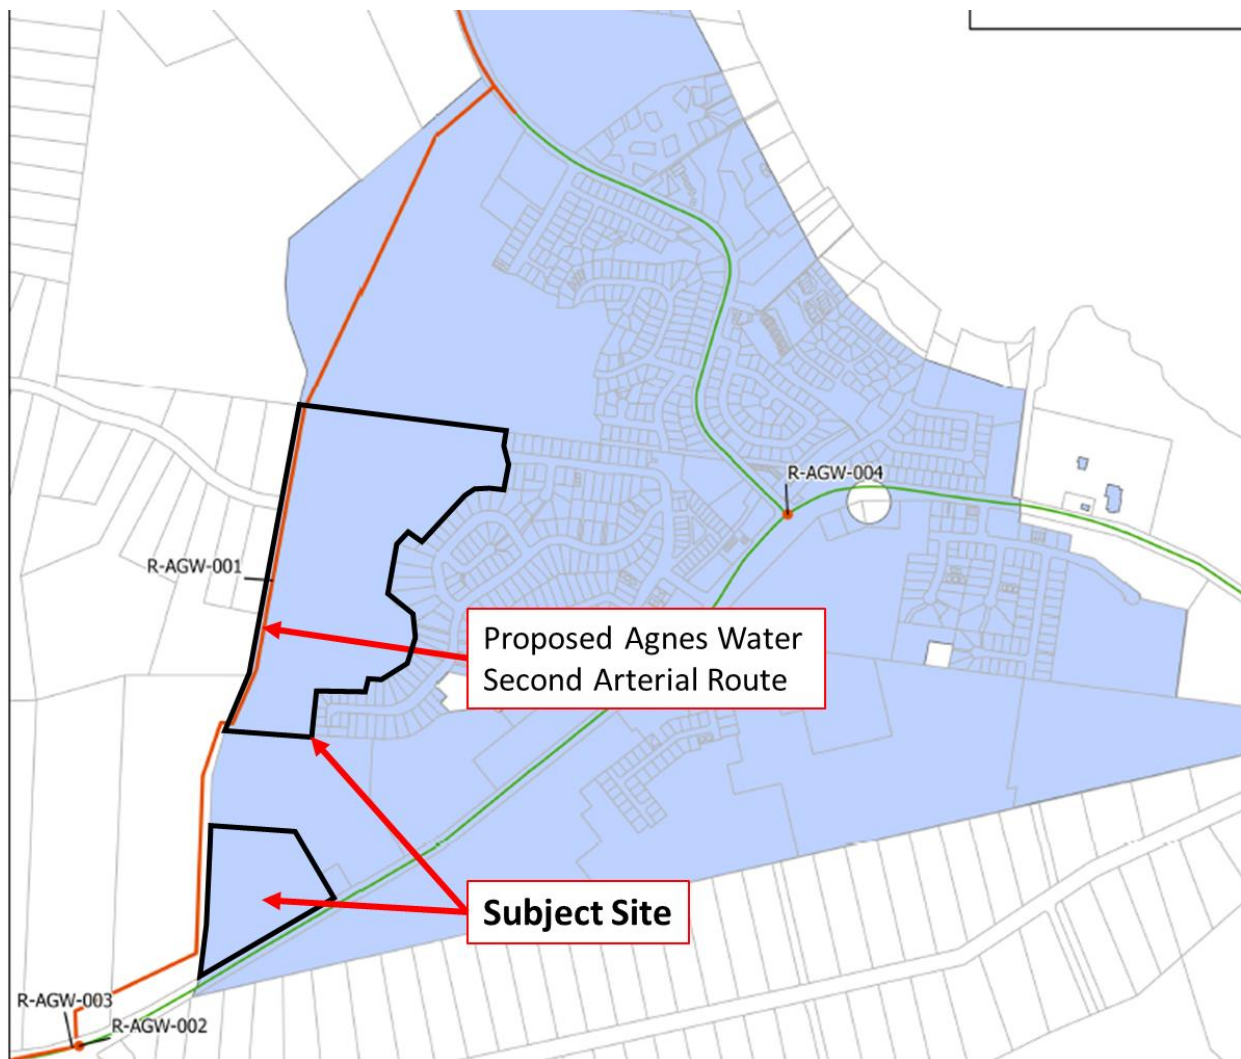 R-AGW-004
R-AGW-001
Proposed Agnes Water
Second Arterial Route
Subject Site
R-AGW-003
R-AGW-002